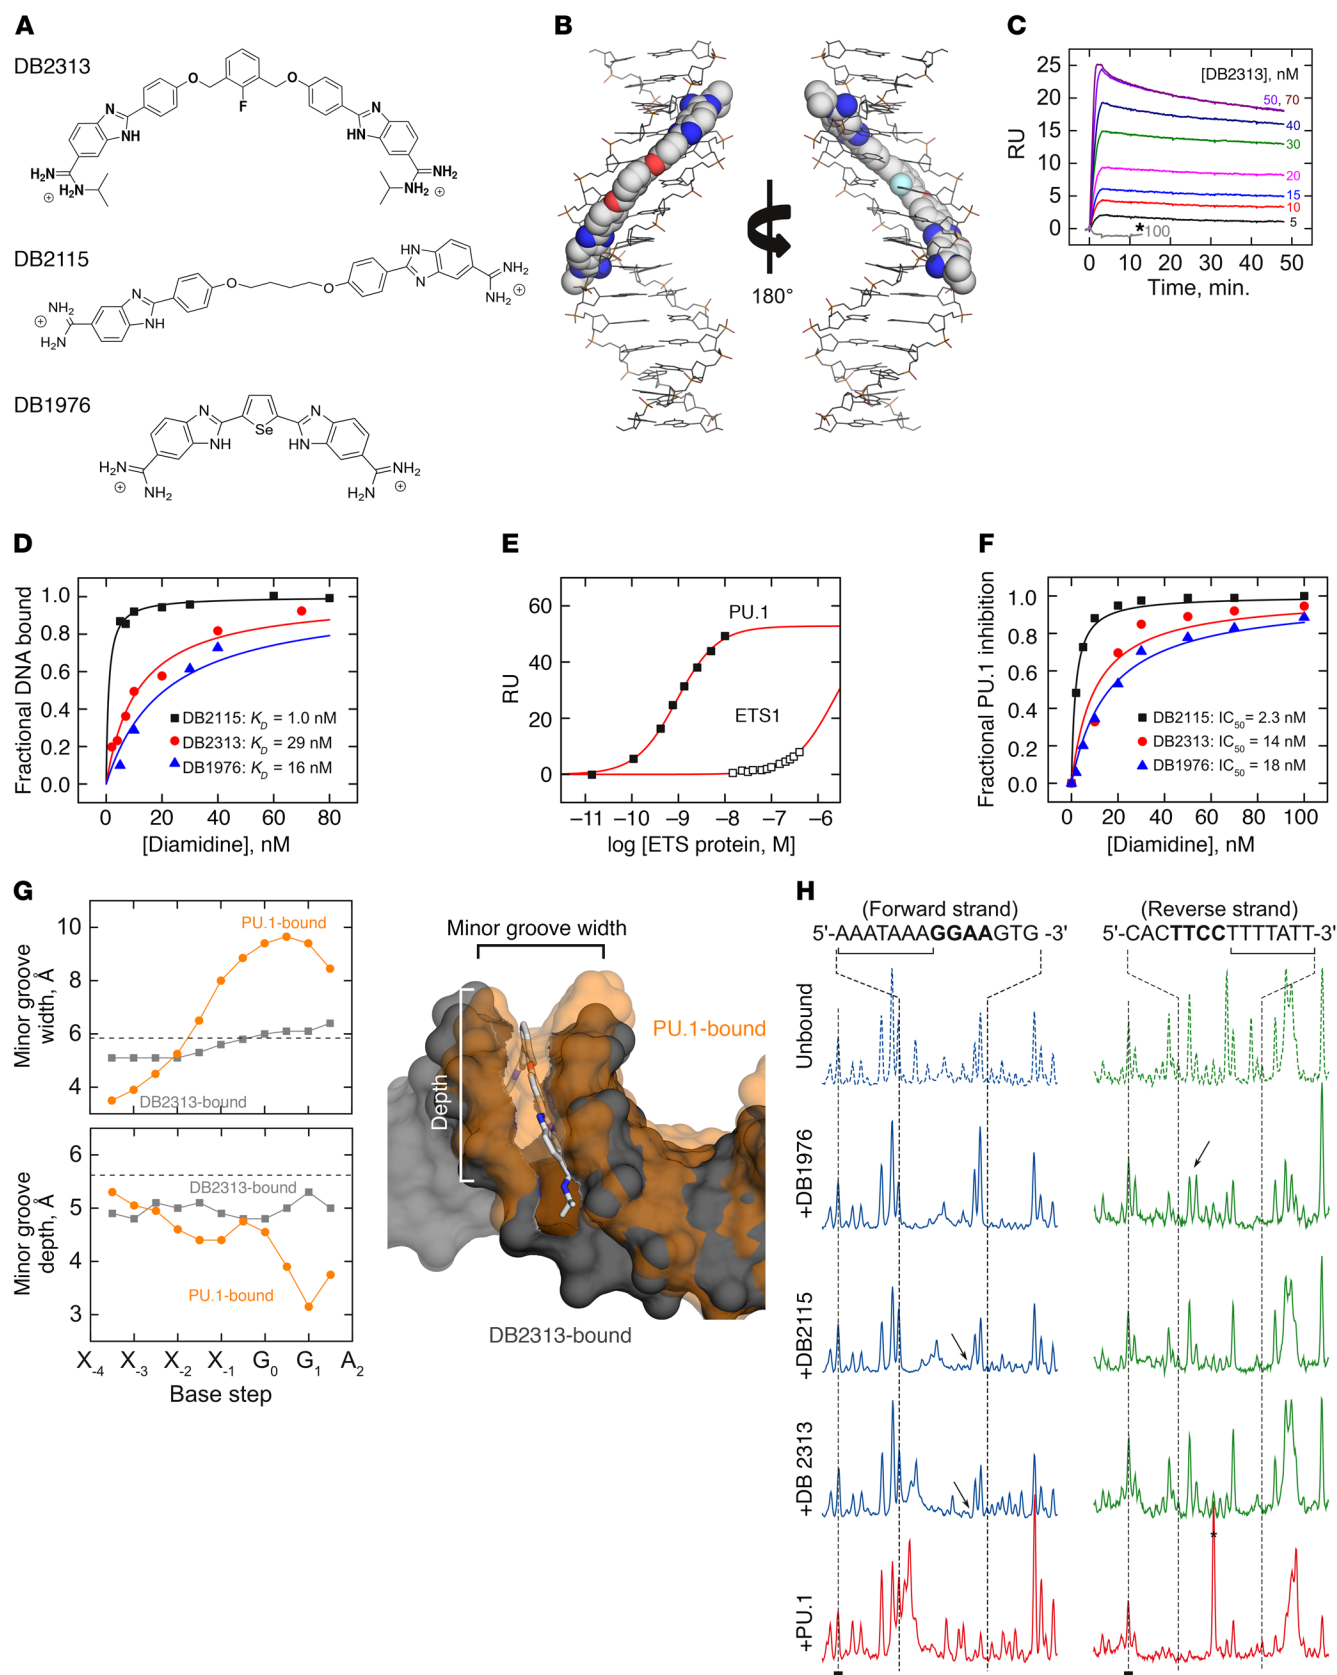 A
DB2313
O
O
F
N
NH
N
HN
H₂N
H₂N
⊕
NH₂
NH₂
⊕
DB2115
HN
N
NH₂
H₂N
⊕
O
O
NH₂
H₂N
⊕
N
NH
DB1976
N
NH
Se
N
HN
H₂N
NH₂
⊕
NH₂
NH₂
⊕
B
180°
C
[DB2313], nM
50, 70
40
30
20
15
10
5
*100
RU
25
20
15
10
5
0
0 10 20 30 40 50
Time, min.
D
Fractional DNA bound
1.0
0.8
0.6
0.4
0.2
0.0
DB2115: K_D = 1.0 nM
DB2313: K_D = 29 nM
DB1976: K_D = 16 nM
0 20 40 60 80
[Diamidine], nM
E
RU
60
40
20
0
PU.1
ETS1
–11 –10 –9 –8 –7 –6
log [ETS protein, M]
F
Fractional PU.1 inhibition
1.0
0.8
0.6
0.4
0.2
0.0
DB2115: IC₅₀ = 2.3 nM
DB2313: IC₅₀ = 14 nM
DB1976: IC₅₀ = 18 nM
0 20 40 60 80 100
[Diamidine], nM
G
Minor groove
width, Å
10
8
6
4
PU.1-bound
DB2313-bound
Minor groove
depth, Å
6
5
4
3
DB2313-bound
PU.1-bound
X₋₄ X₋₃ X₋₂ X₋₁ G₀ G₁ A₂
Base step
Minor groove width
Depth
PU.1-bound
DB2313-bound
H
(Forward strand)
5'-AAATAAAGGAAGTG -3'
(Reverse strand)
5'-CACTTCCTTTTATT-3'
Unbound
+DB1976
+DB2115
+DB 2313
+PU.1
*